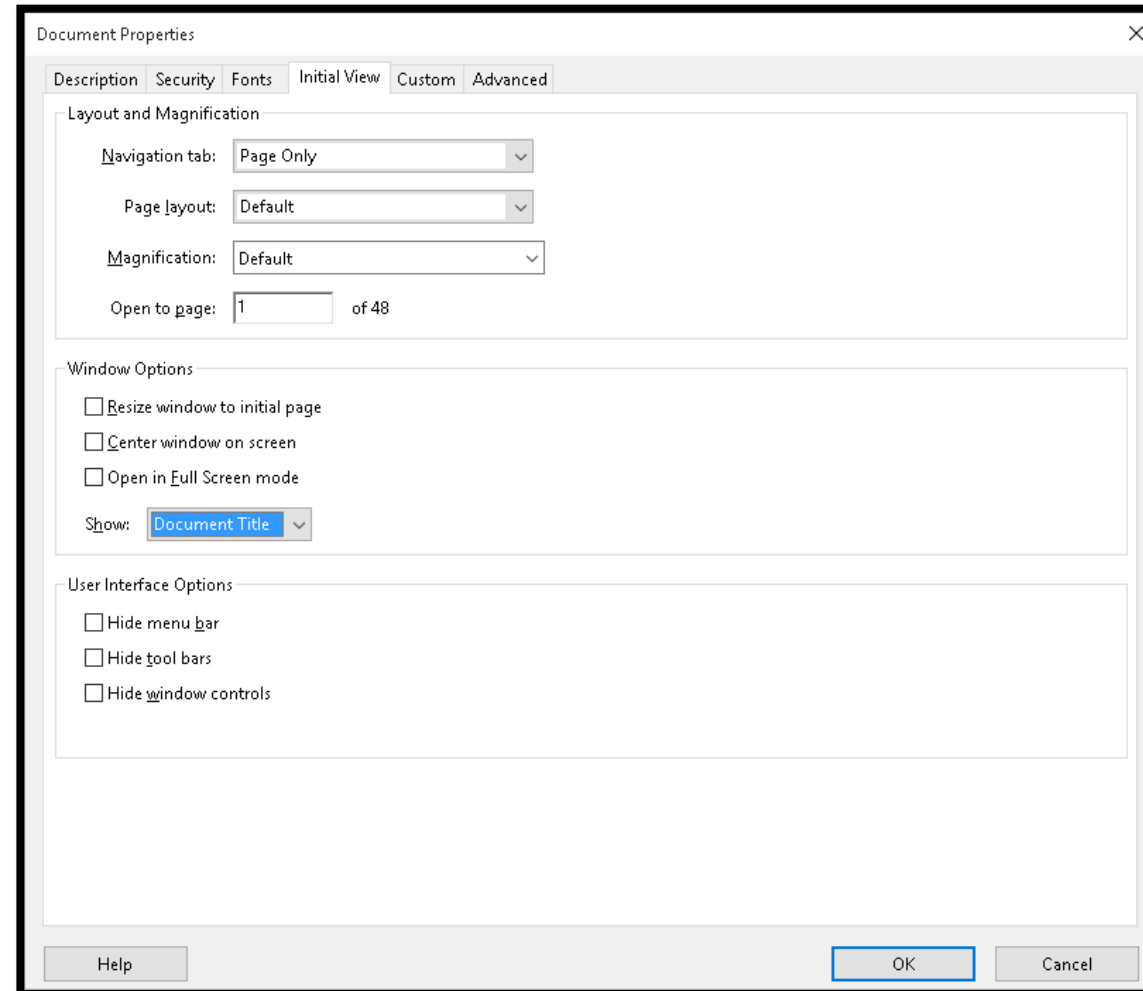 Document Properties
Description Security Fonts Initial View Custom Advanced
Layout and Magnification
Navigation tab: Page Only
Page layout: Default
Magnification: Default
Open to page: 1 of 48
Window Options
Resize window to initial page
Center window on screen
Open in Full Screen mode
Show: Document Title
User Interface Options
Hide menu bar
Hide tool bars
Hide window controls
Help OK Cancel